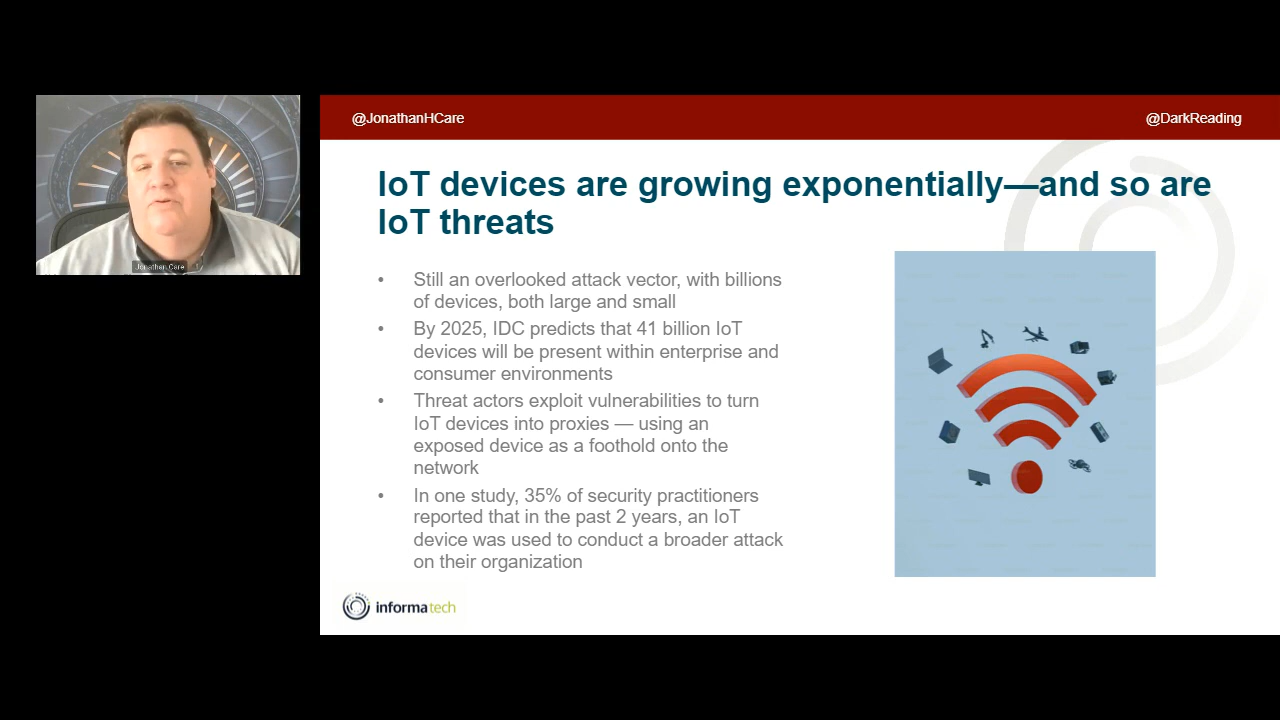 @JonathanHCare
@DarkReading
IoT devices are growing exponentially—and so are
IoT threats
Jonathan Care
• Still an overlooked attack vector, with billions
of devices, both large and small
• By 2025, IDC predicts that 41 billion IoT
devices will be present within enterprise and
consumer environments
• Threat actors exploit vulnerabilities to turn
IoT devices into proxies — using an
exposed device as a foothold onto the
network
• In one study, 35% of security practitioners
reported that in the past 2 years, an IoT
device was used to conduct a broader attack
on their organization
informa tech